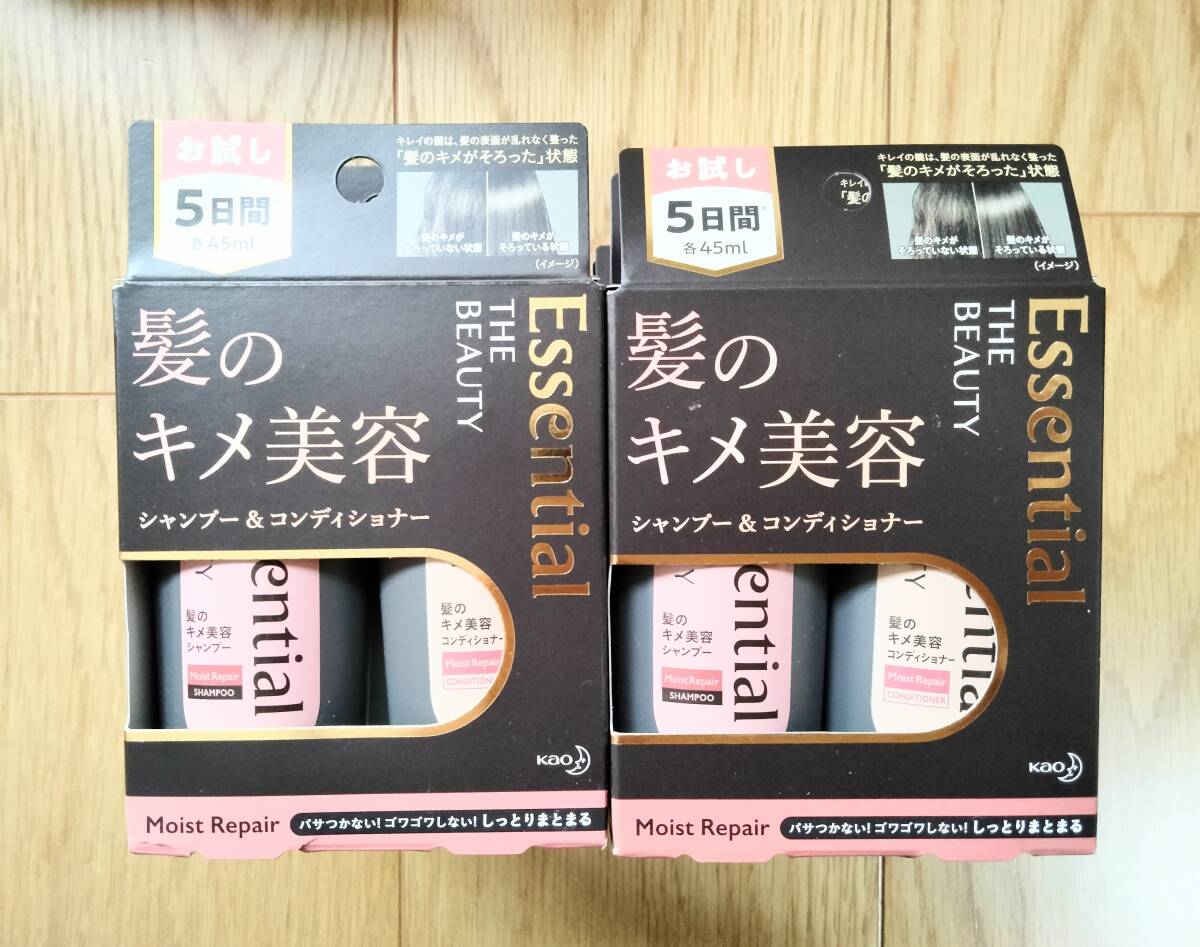 お試し
5日間
各45ml
キレイの鍵は、髪の表面が乱れなく整った
「髪のキメがそろった」状態
髪のキメが
そろっていない状態
髪のキメが
そろっている状態
(イメージ)
Essential
THE
BEAUTY
髪の
キメ美容
シャンプー&コンディショナー
ential
TY
髪の
キメ美容
シャンプー
Moist Repair
SHAMPOO
髪の
キメ美容
コンディショナー
Moist Repair
CONDITIONE
Kao
Moist Repair
パサつかない!ゴワゴワしない!しっとりまとまる
お試し
5日間
各45ml
キレイ
「髪の
キレイの鍵は、髪の表面が乱れなく整った
「髪のキメがそろった」状態
髪のキメが
そろっていない状態
髪のキメが
そろっている状態
(イメージ)
Essential
THE
BEAUTY
髪の
キメ美容
シャンプー&コンディショナー
ential
Y
髪の
キメ美容
シャンプー
Moist Repair
SHAMPOO
entia
TY
髪の
キメ美容
コンディショナー
Moist Repair
CONDITIONER
Kao
Moist Repair
パサつかない!ゴワゴワしない!しっとりまとまる